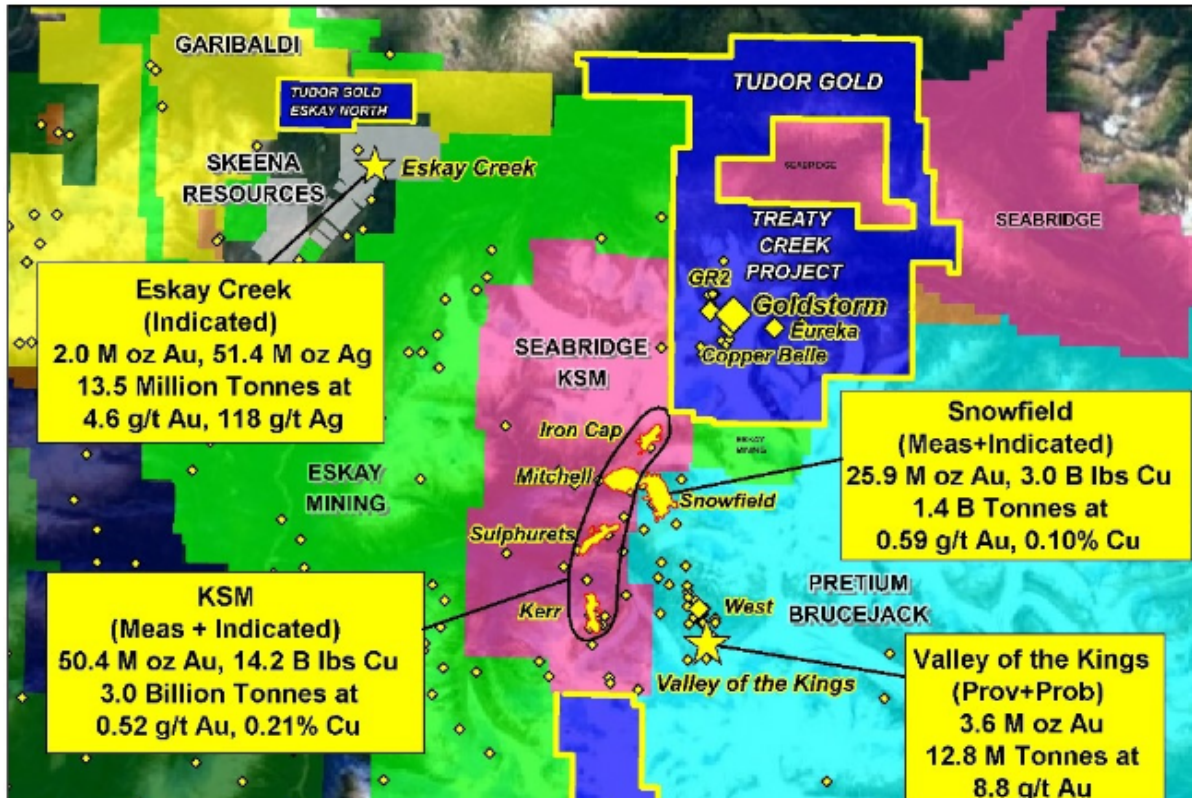 GARIBALDI
TUDOR GOLD
ESKAY NORTH
TUDOR GOLD
SKEENA
RESOURCES
Eskay Creek
SEABRIDGE
SEABRIDGE
TREATY
CREEK
PROJECT
GR2
Goldstorm
Eureka
Copper Belle
Eskay Creek
(Indicated)
2.0 M oz Au, 51.4 M oz Ag
13.5 Million Tonnes at
4.6 g/t Au, 118 g/t Ag
SEABRIDGE
KSM
Iron Cap
Mitchell
Sulphurets
Kerr
ESKAY
MINING
ESKAY
MINING
Snowfield
Snowfield
(Meas+Indicated)
25.9 M oz Au, 3.0 B lbs Cu
1.4 B Tonnes at
0.59 g/t Au, 0.10% Cu
KSM
(Meas + Indicated)
50.4 M oz Au, 14.2 B lbs Cu
3.0 Billion Tonnes at
0.52 g/t Au, 0.21% Cu
PRETIUM
BRUCEJACK
West
Valley of the Kings
Valley of the Kings
(Prov+Prob)
3.6 M oz Au
12.8 M Tonnes at
8.8 g/t Au